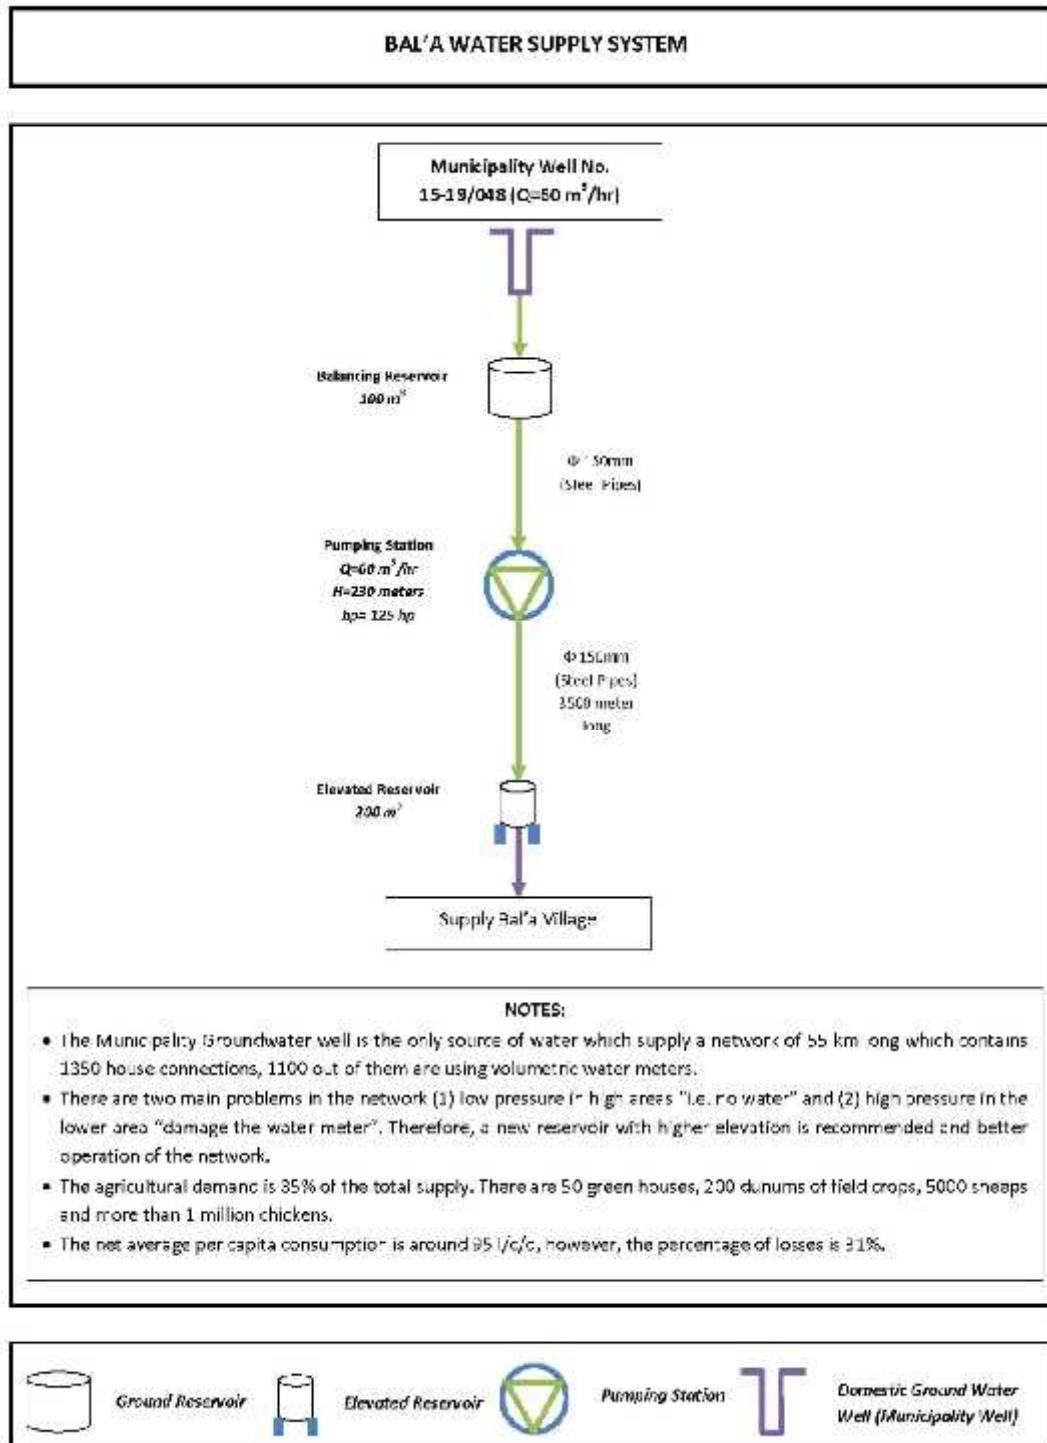 BAL'A WATER SUPPLY SYSTEM
Municipality Well No.
15-19/048 (Q=60 m³/hr)
Balancing Reservoir
100 m³
Φ 150mm
(Steel Pipes)
Pumping Station
Q=60 m³/hr
H=230 meters
hp= 125 hp
Φ 150mm
(Steel Pipes)
3500 meter
long
Elevated Reservoir
200 m³
Supply Bal'a Village
NOTES:
• The Municipality Groundwater well is the only source of water which supply a network of 55 km long which contains
1350 house connections, 1100 out of them are using volumetric water meters.
• There are two main problems in the network (1) low pressure in high areas "i.e. no water" and (2) high pressure in the
lower area "damage the water meter". Therefore, a new reservoir with higher elevation is recommended and better
operation of the network.
• The agricultural demand is 35% of the total supply. There are 50 green houses, 200 dunums of field crops, 5000 sheeps
and more than 1 million chickens.
• The net average per capita consumption is around 95 l/c/d, however, the percentage of losses is 31%.
Ground Reservoir
Elevated Reservoir
Pumping Station
Domestic Ground Water
Well (Municipality Well)